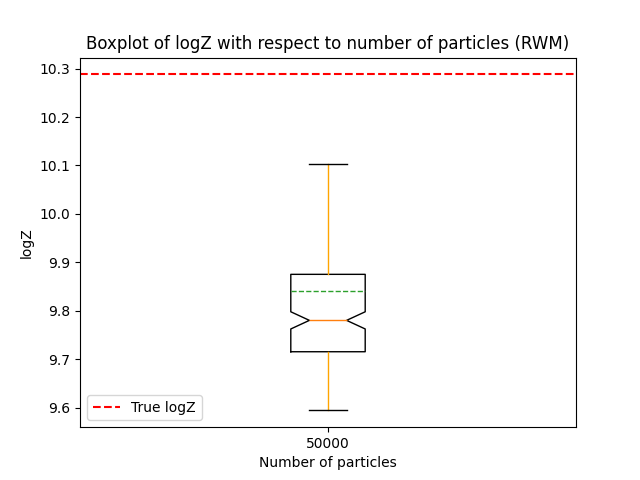 Boxplot of logZ with respect to number of particles (RWM)
10.3
10.2
10.1
10.0
9.9
9.8
9.7
9.6
logZ
True logZ
50000
Number of particles